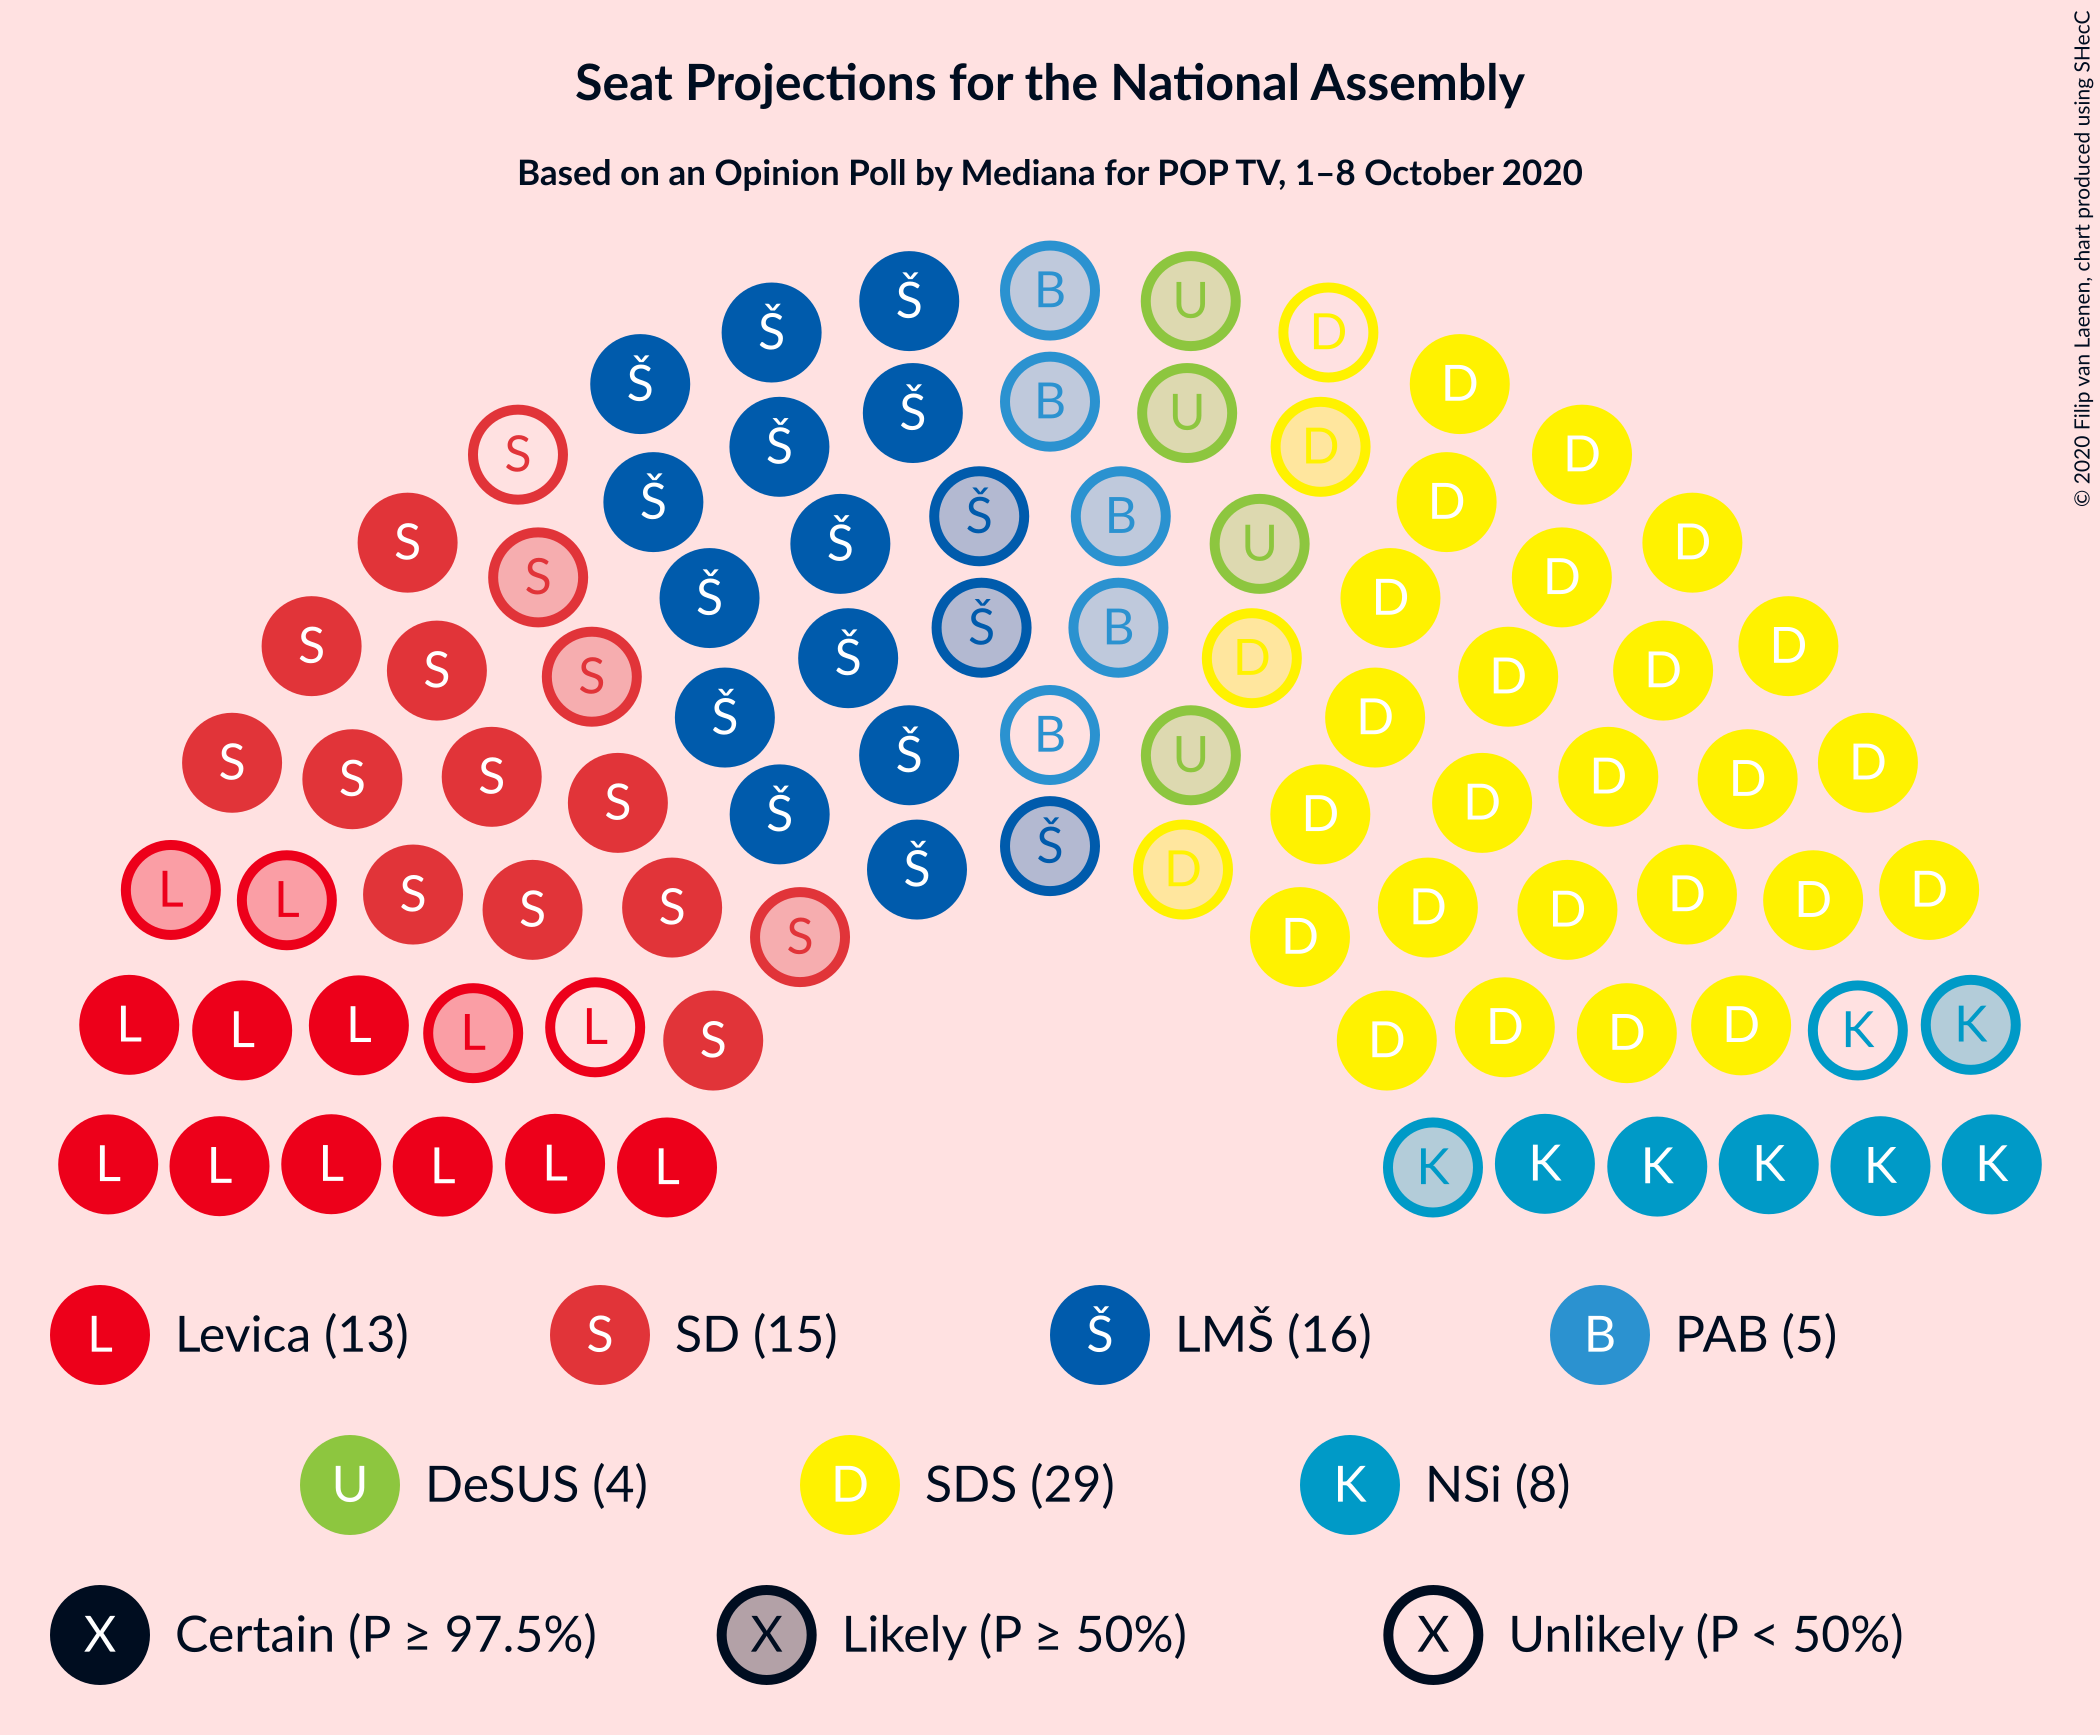 Seat Projections for the National Assembly
Based on an Opinion Poll by Mediana for POP TV, 1–8 October 2020
© 2020 Filip van Laenen, chart produced using SHecC
Š Š B U D
Š D
Š Š B U D
S D
Š Š B U
Š D
S S D D
Š Š B D
Š D
S S D D
S S D D
Š B U
Š D
S S S S D D D D
Š D
Š Š D
L L S S S D D D D D
S D
L L L L L S D D D D K K
L L L L L L K K K K K K
L Levica (13) S SD (15) Š LMŠ (16) B PAB (5)
U DeSUS (4) D SDS (29) K NSi (8)
X Certain (P ≥ 97.5%) X Likely (P ≥ 50%) X Unlikely (P < 50%)